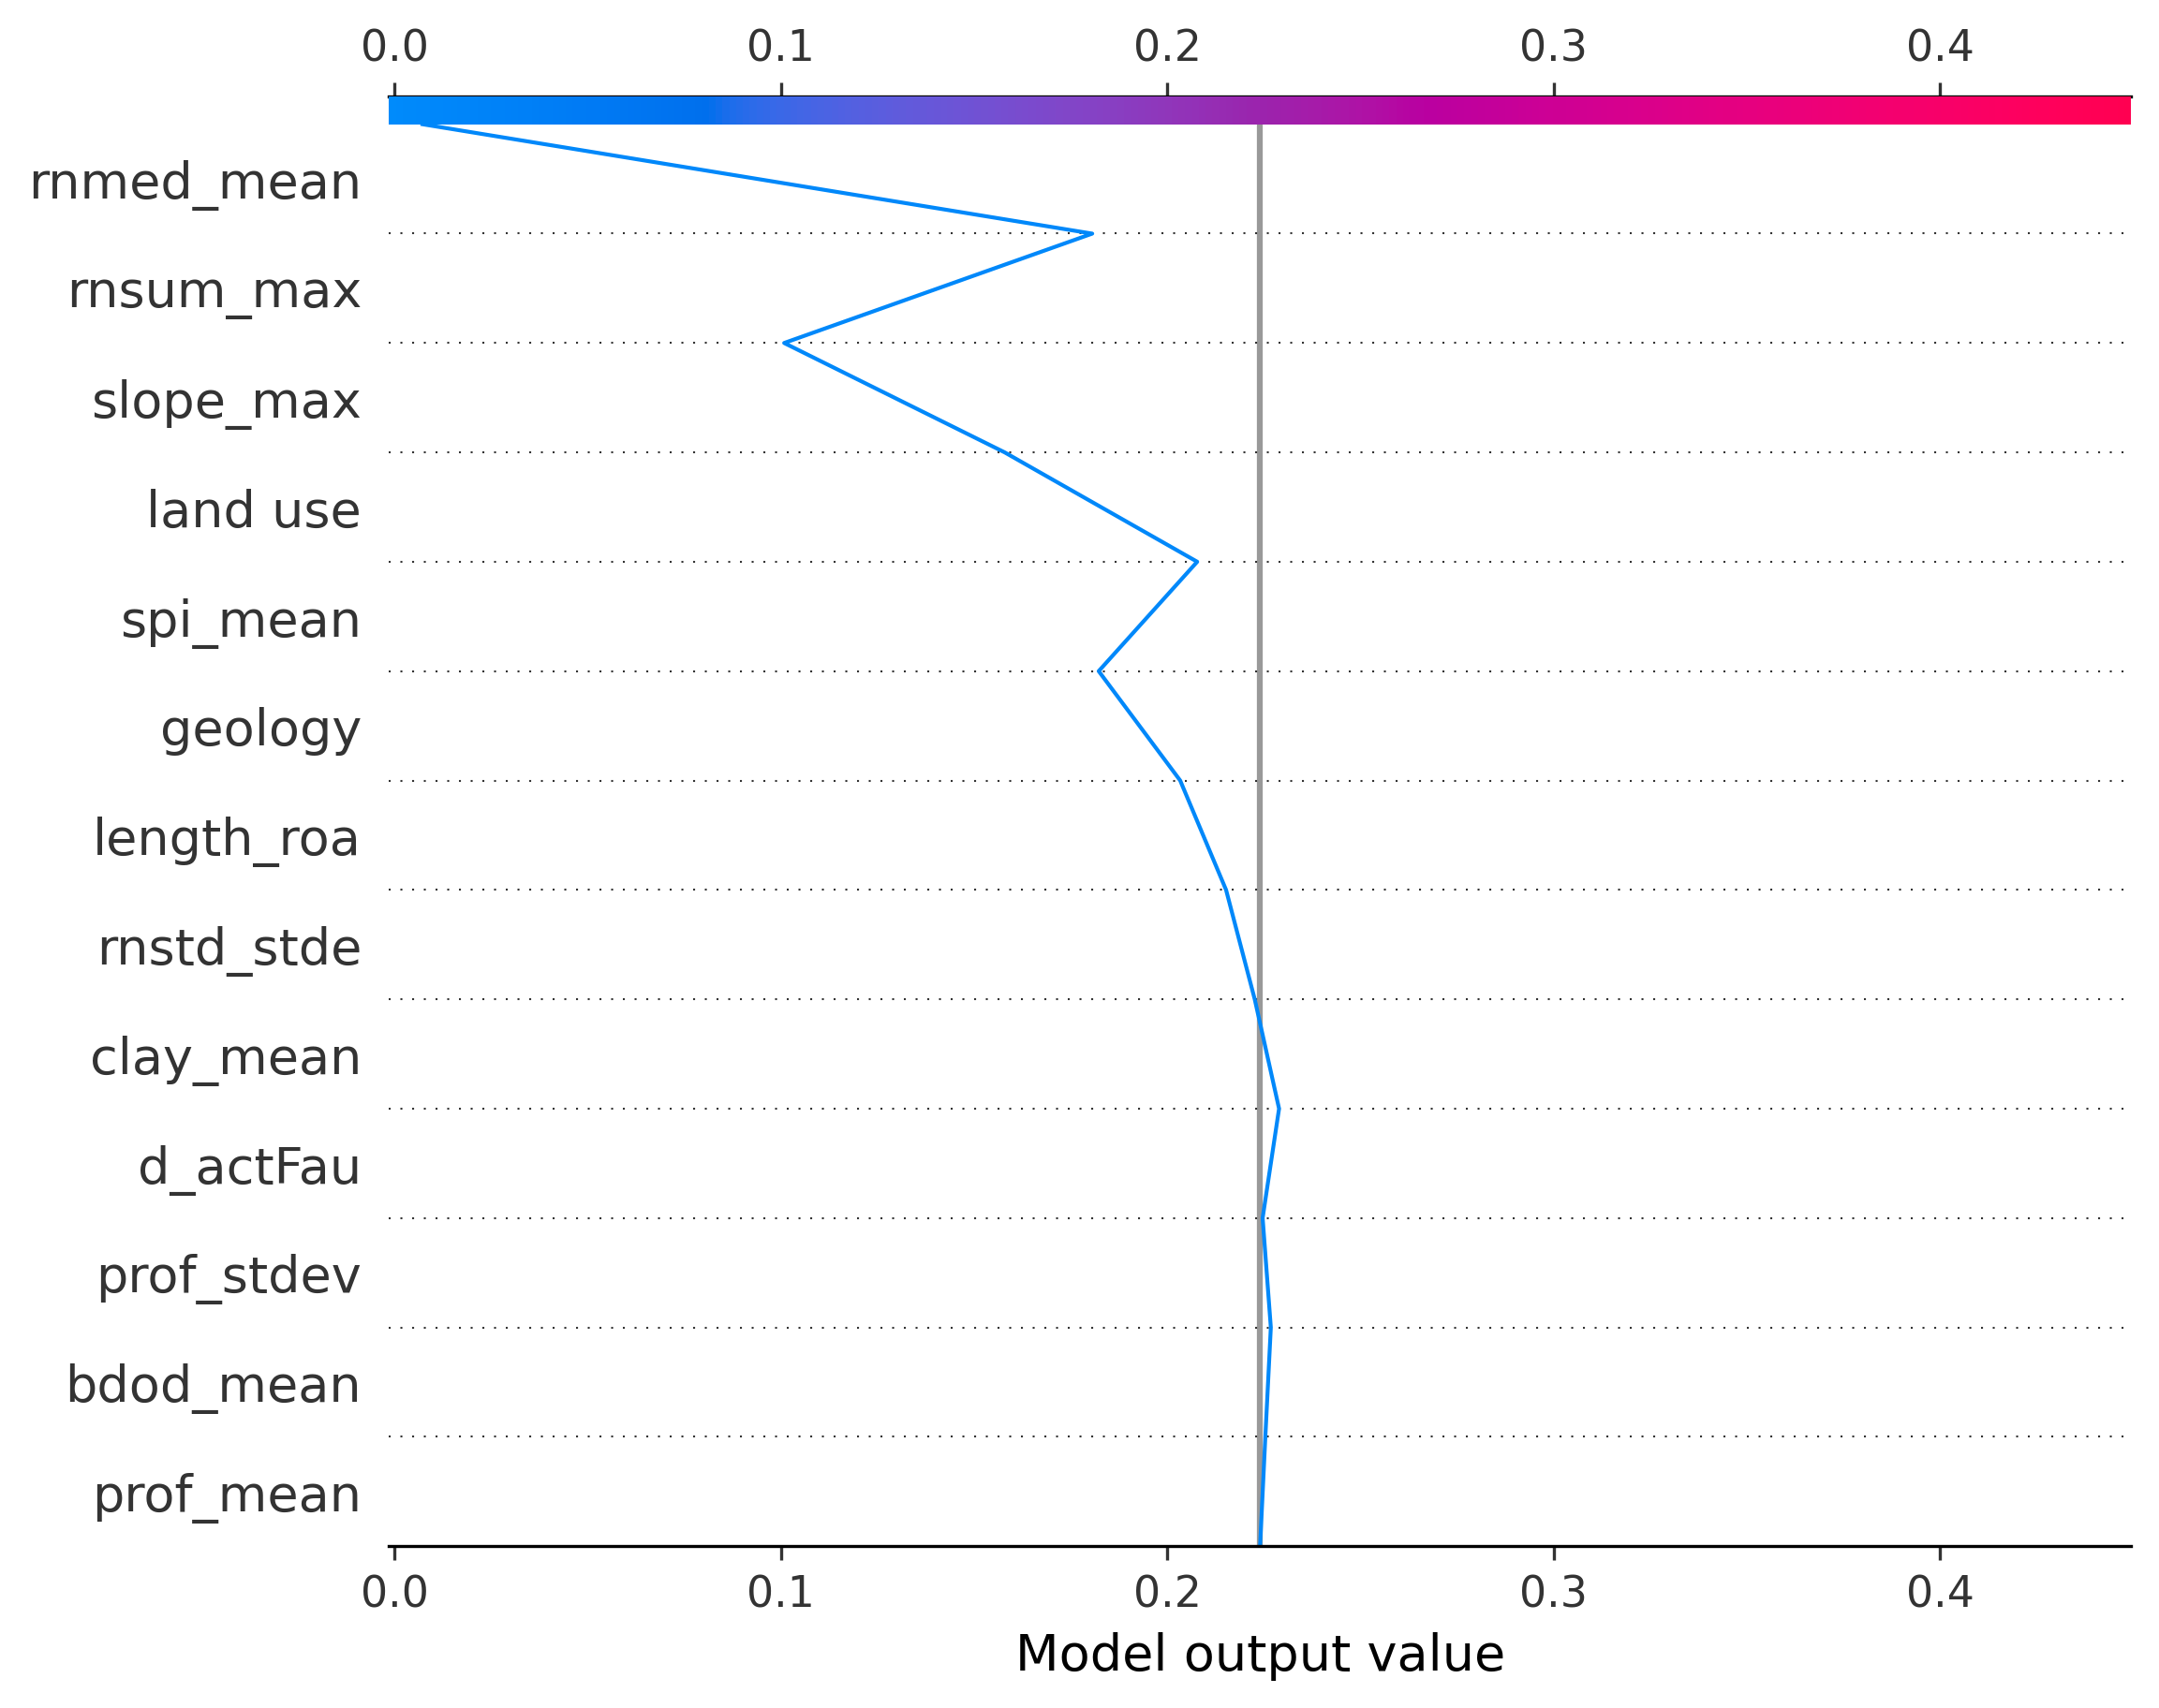 0.0 0.1 0.2 0.3 0.4
rnmed_mean
rnsum_max
slope_max
land use
spi_mean
geology
length_roa
rnstd_stde
clay_mean
d_actFau
prof_stdev
bdod_mean
prof_mean
0.0 0.1 0.2 0.3 0.4
Model output value